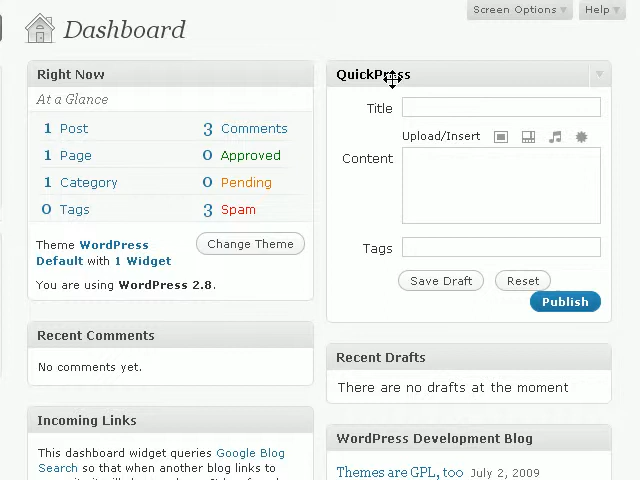 Screen Options
Help
Dashboard
Right Now
At a Glance
1 Post 3 Comments
1 Page 0 Approved
1 Category 0 Pending
0 Tags 3 Spam
Theme WordPress
Default with 1 Widget
Change Theme
You are using WordPress 2.8.
Recent Comments
No comments yet.
Incoming Links
This dashboard widget queries Google Blog
Search so that when another blog links to
QuickPress
Title
Upload/Insert
Content
Tags
Save Draft
Reset
Publish
Recent Drafts
There are no drafts at the moment
WordPress Development Blog
Themes are GPL, too July 2, 2009